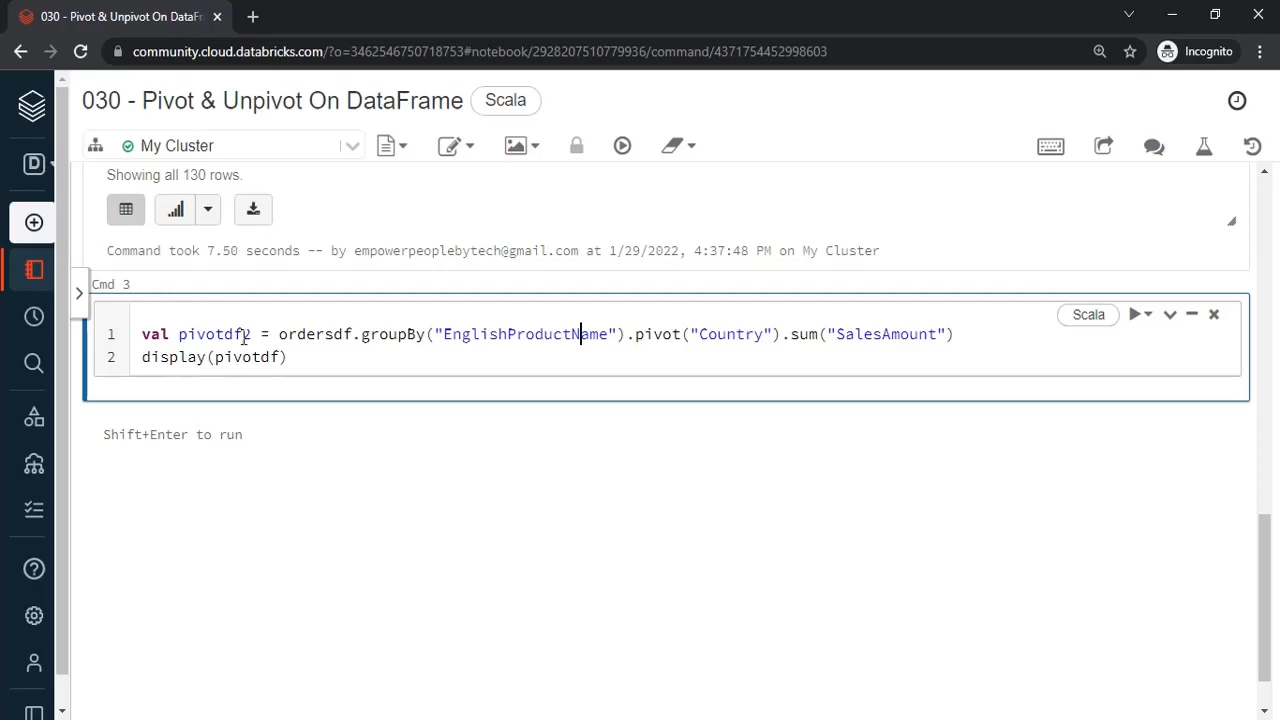 030 - Pivot & Unpivot On DataFr
community.cloud.databricks.com/?o=3462546750718753#notebook/2928207510779936/command/4371754452998603
Incognito
030 - Pivot & Unpivot On DataFrame
Scala
D
My Cluster
Showing all 130 rows.
Command took 7.50 seconds -- by empowerpeoplebytech@gmail.com at 1/29/2022, 4:37:48 PM on My Cluster
Cmd 3
Scala
1 val pivotdf2 = ordersdf.groupBy("EnglishProductName").pivot("Country").sum("SalesAmount")
2 display(pivotdf)
Shift+Enter to run